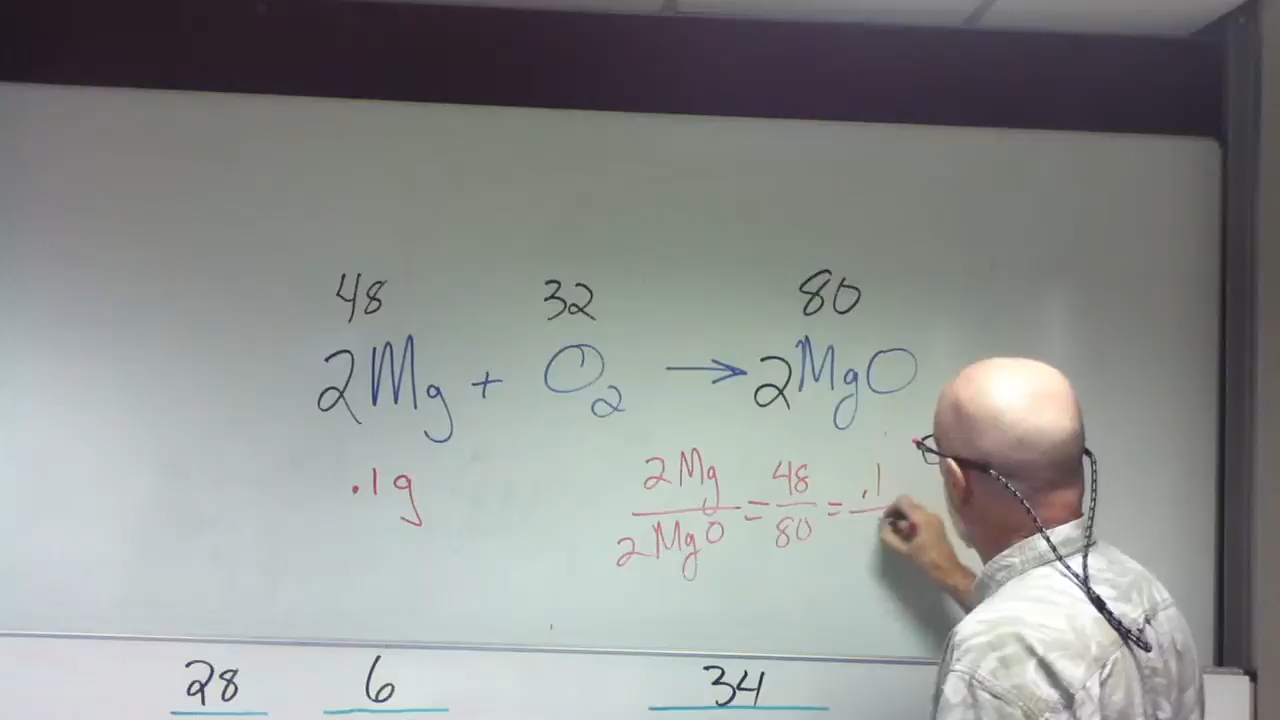 48 32 80
2Mg + O₂ → 2MgO
.1g
2Mg/2MgO = 48/80 = .1/
28 6 34